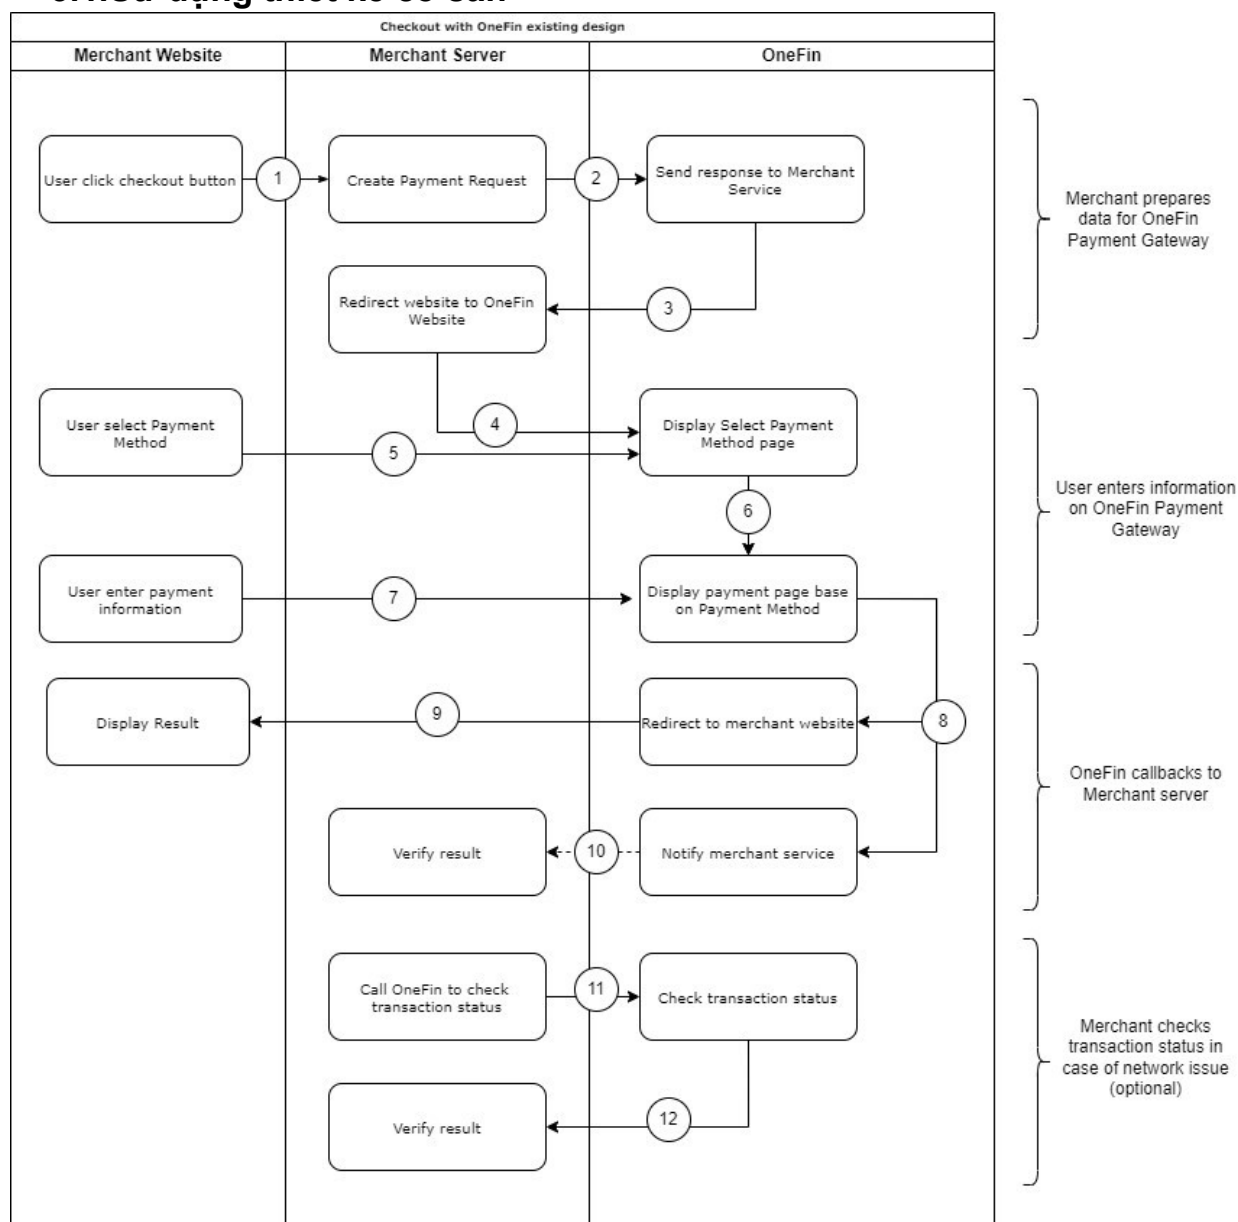 Checkout with OneFin existing design
Merchant Website
Merchant Server
OneFin
User click checkout button
1
Create Payment Request
2
Send response to Merchant
Service
Merchant prepares
data for OneFin
Payment Gateway
Redirect website to OneFin
Website
3
4
User select Payment
Method
5
Display Select Payment
Method page
6
User enters information
on OneFin Payment
Gateway
User enter payment
information
7
Display payment page base
on Payment Method
Display Result
9
Redirect to merchant website
8
OneFin callbacks to
Merchant server
Verify result
10
Notify merchant service
Call OneFin to check
transaction status
11
Check transaction status
Merchant checks
transaction status in
case of network issue
(optional)
Verify result
12